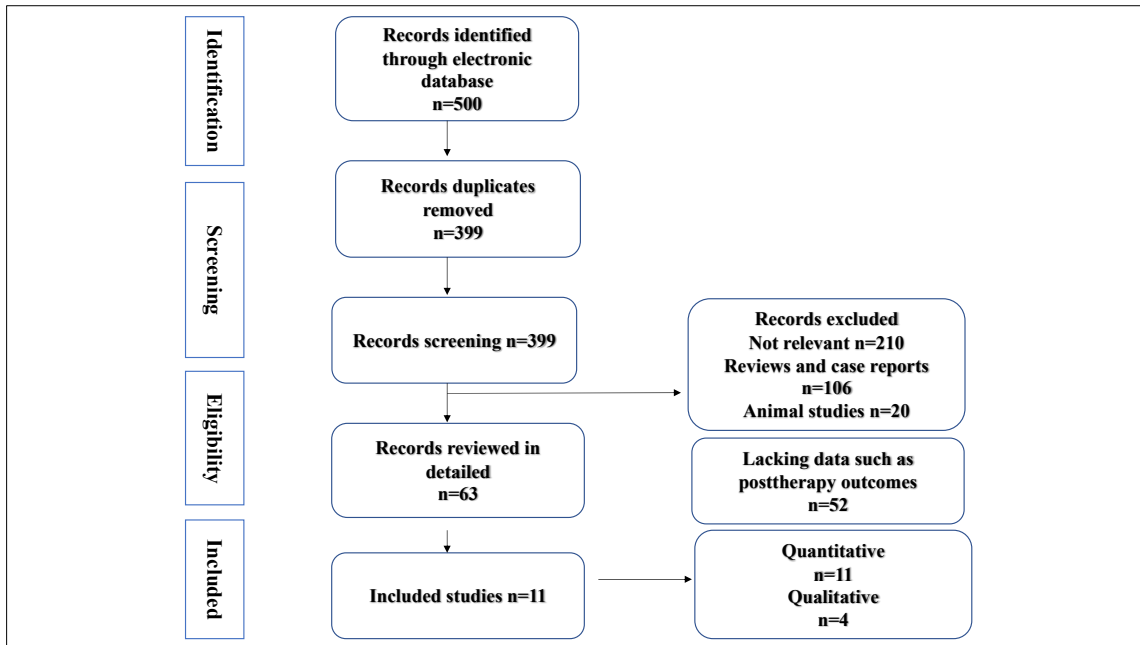 Identification
Records identified
through electronic
database
n=500
Screening
Records duplicates
removed
n=399
Records screening n=399
Records excluded
Not relevant n=210
Reviews and case reports
n=106
Animal studies n=20
Eligibility
Records reviewed in
detailed
n=63
Lacking data such as
posttherapy outcomes
n=52
Included
Included studies n=11
Quantitative
n=11
Qualitative
n=4